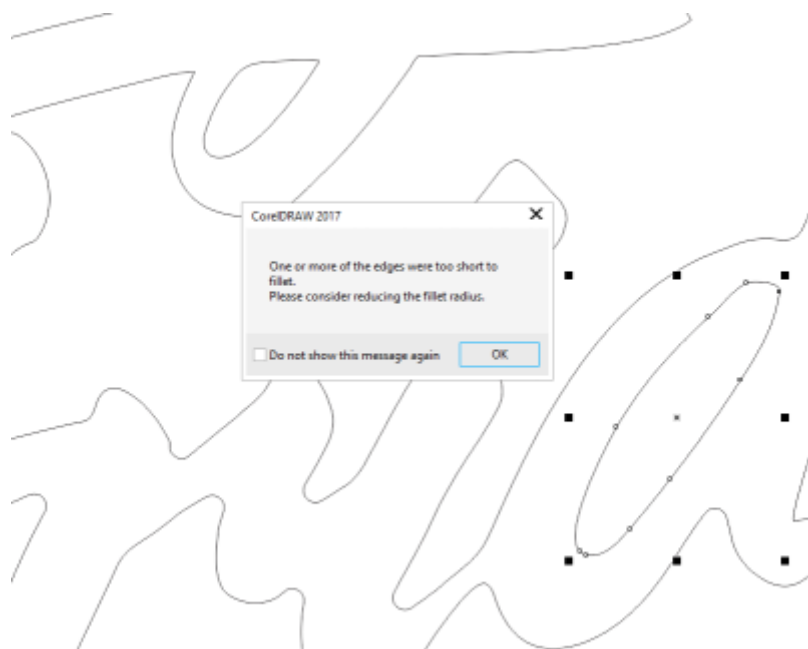 CorelDRAW 2017
One or more of the edges were too short to
fillet.
Please consider reducing the fillet radius.
Do not show this message again
OK